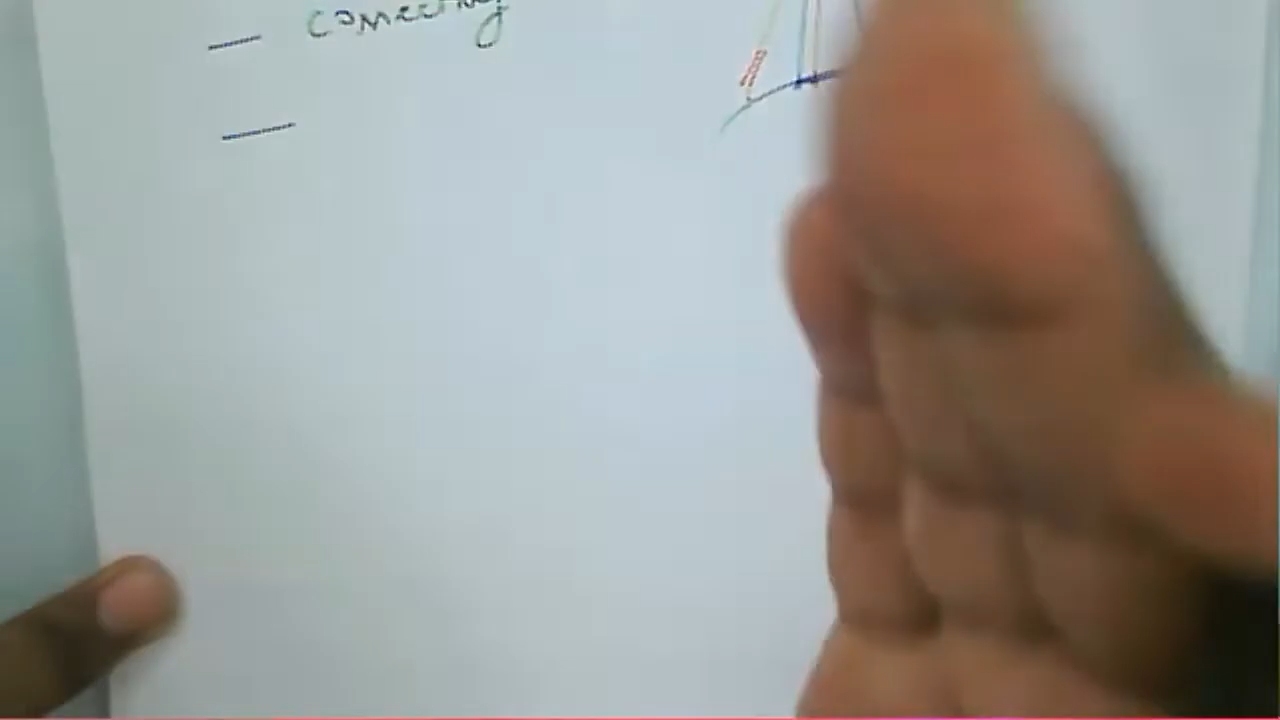 — Connecting
—